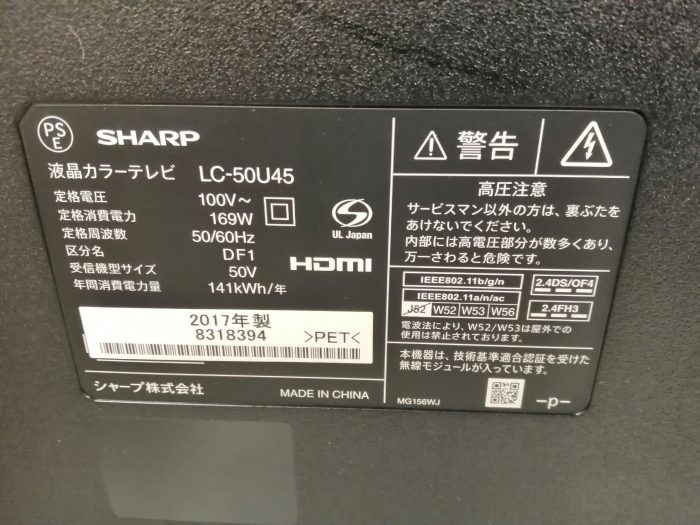 PS
E
SHARP
液晶カラーテレビ LC-50U45
定格電圧 100V～
定格消費電力 169W
定格周波数 50/60Hz
区分名 DF1
受信機型サイズ 50V
年間消費電力量 141kWh/年
UL Japan
HDMI
2017年製
8318394
>PET<
シャープ株式会社
MADE IN CHINA
警告
高圧注意
サービスマン以外の方は、裏ぶたを
あけないでください。
内部には高電圧部分が数多くあり、
万一さわると危険です。
IEEE802.11b/g/n
IEEE802.11a/n/ac
J52 W52 W53 W56
2.4DS/OF4
2.4FH3
電波法により、W52/W53は屋外での
使用は禁止されております。
本機器は、技術基準適合認証を受けた
無線モジュールが入っています。
MG156WJ
-p-